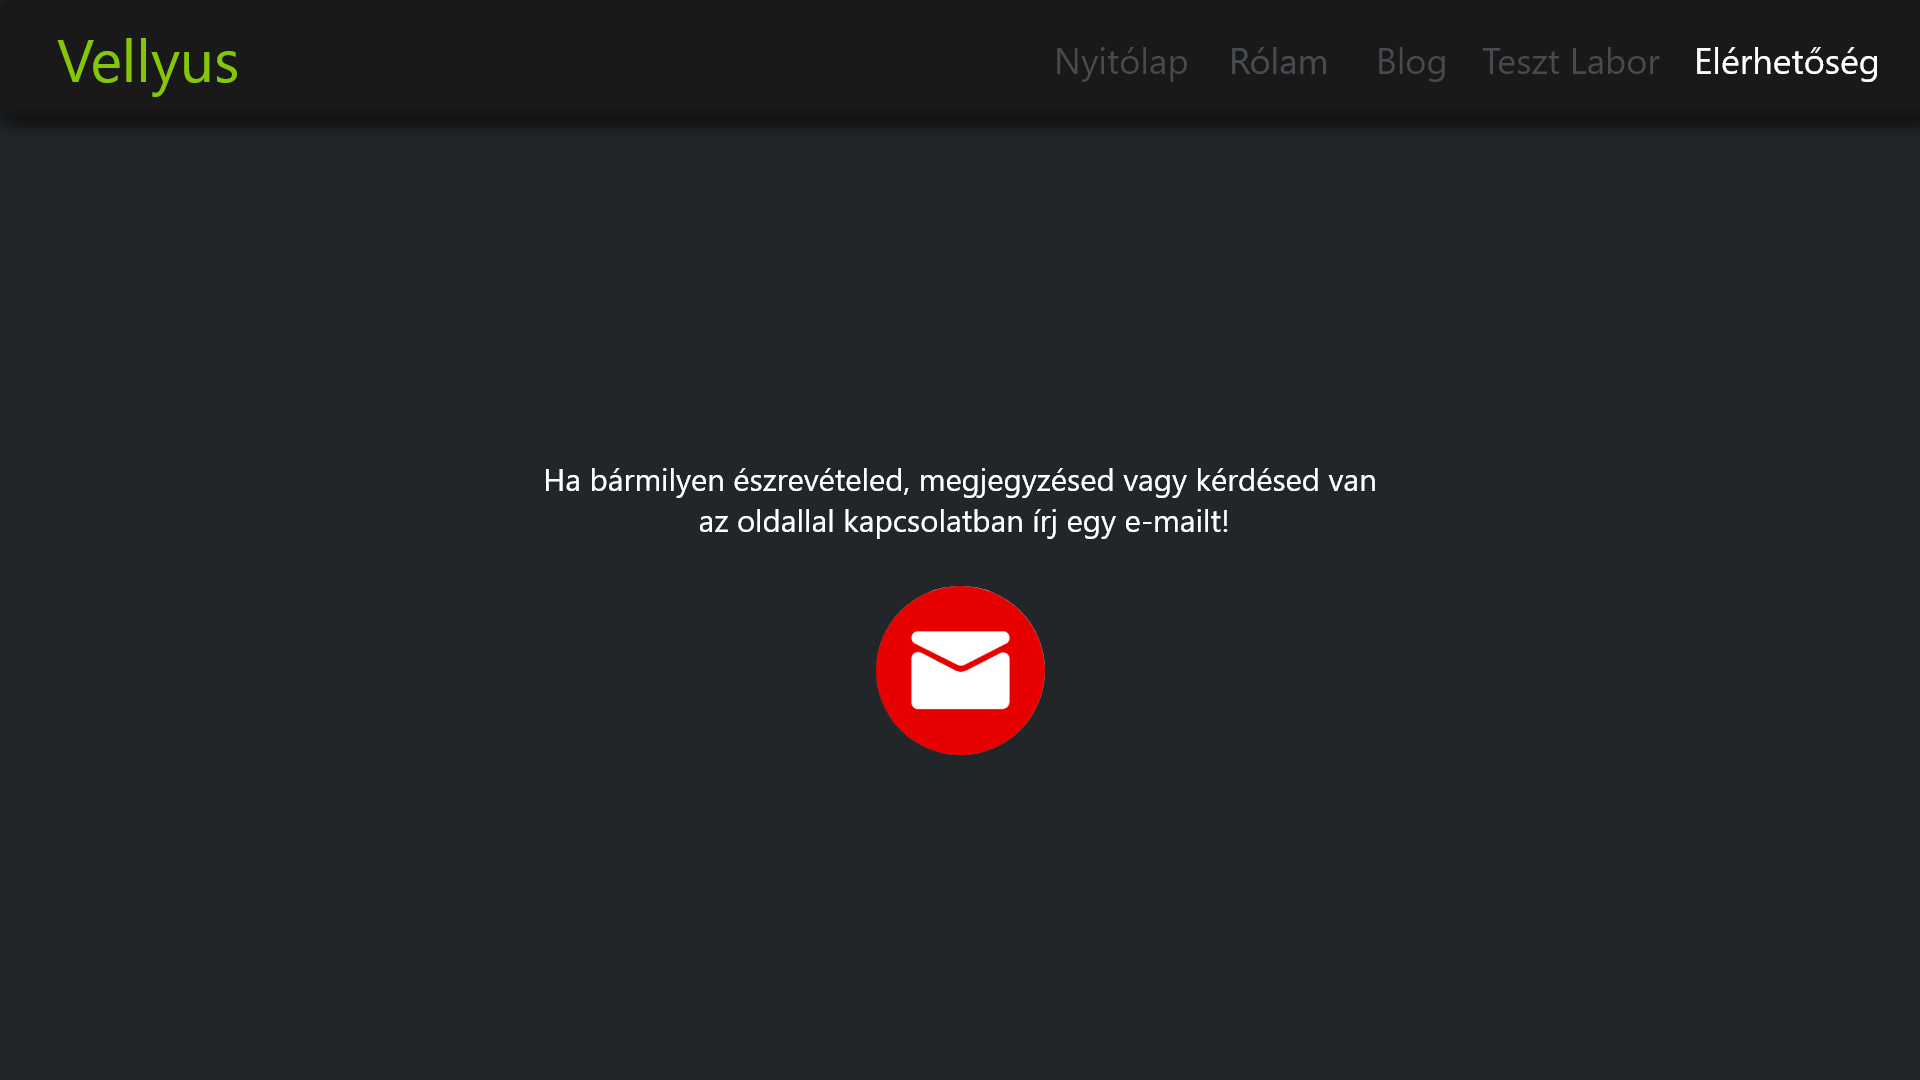 Vellyus
Nyitólap Rólam Blog Teszt Labor Elérhetőség
Ha bármilyen észrevételed, megjegyzésed vagy kérdésed van
az oldallal kapcsolatban írj egy e-mailt!